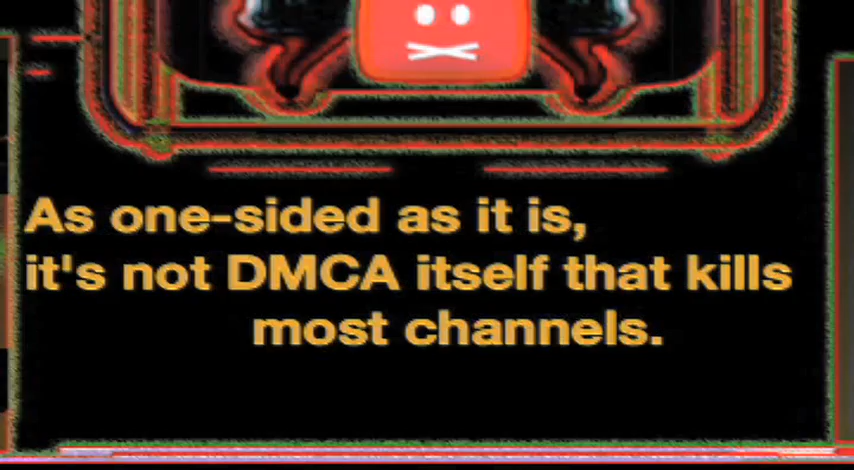 As one-sided as it is,
it's not DMCA itself that kills
most channels.